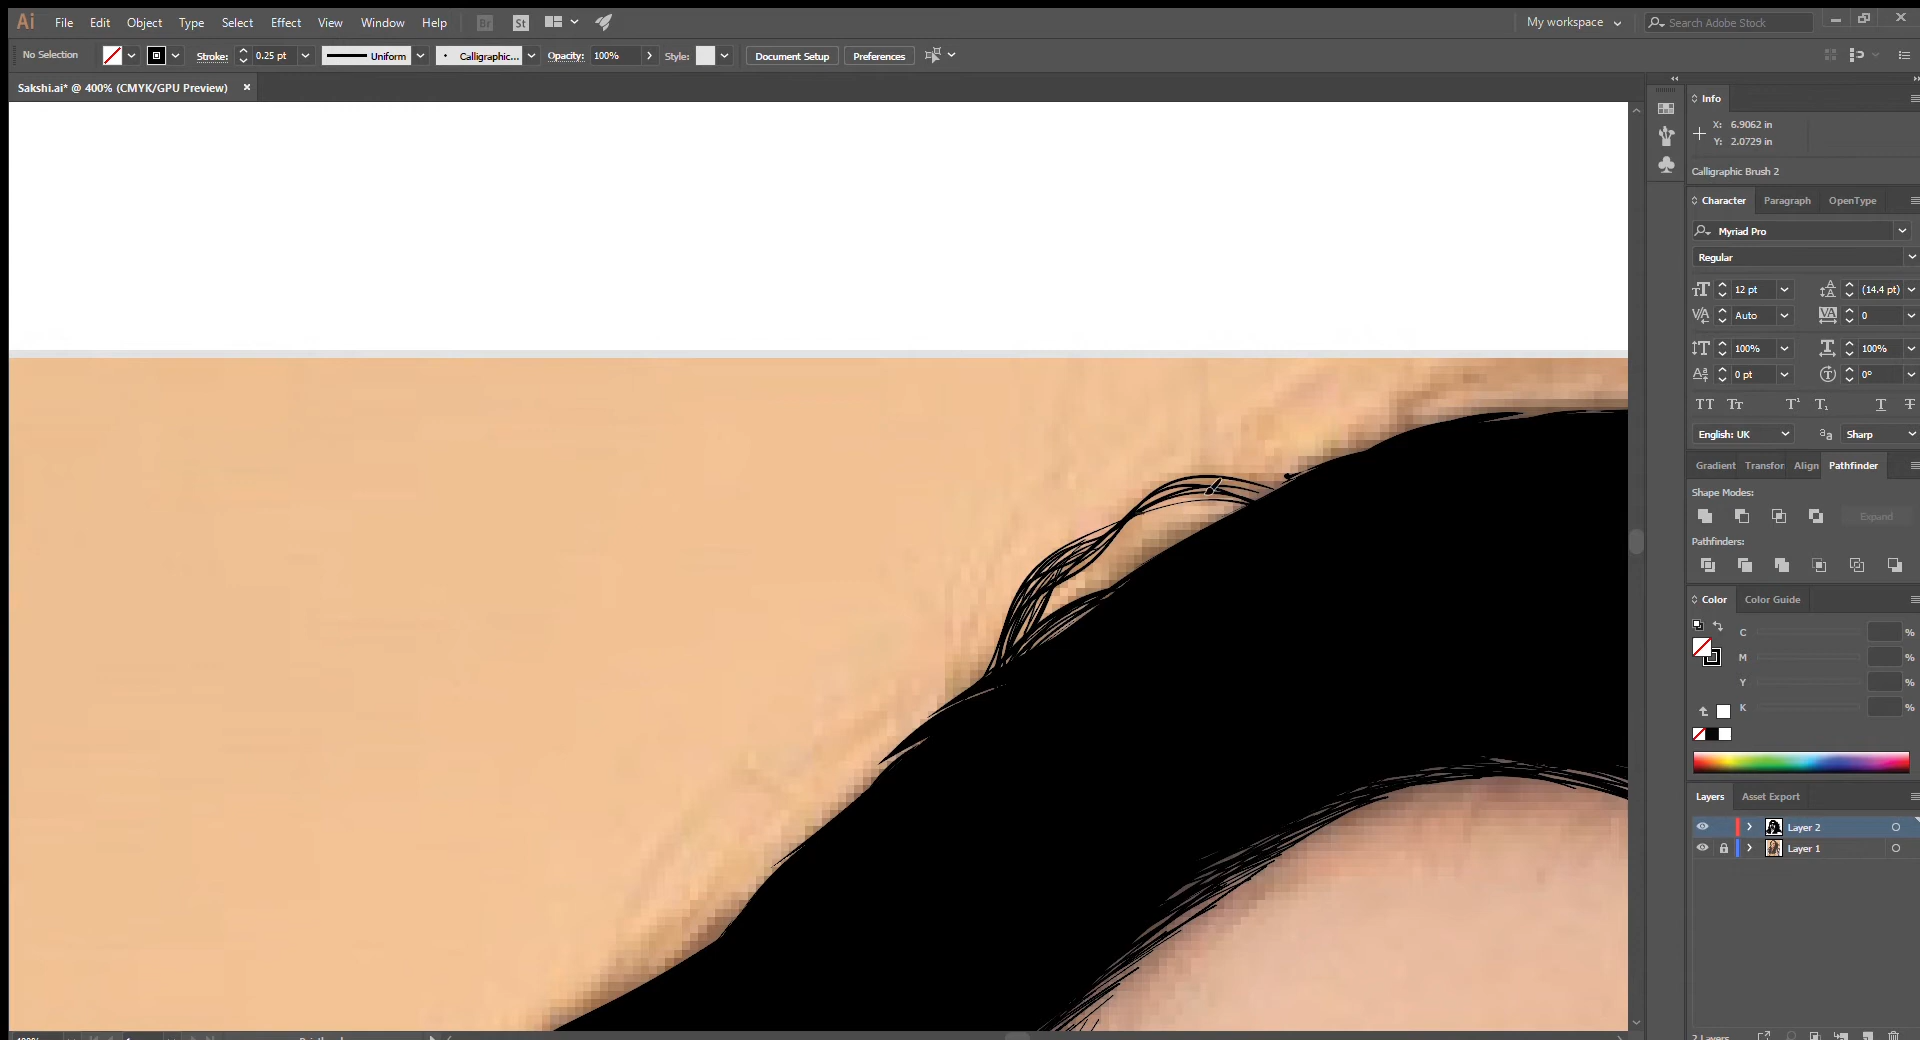 Ai File Edit Object Type Select Effect View Window Help Br St My workspace Search Adobe Stock
No Selection Stroke: 0.25 pt Uniform Calligraphic... Opacity: 100% Style: Document Setup Preferences
Sakshi.ai* @ 400% (CMYK/GPU Preview)
Info
X: 6.9062 in
Y: 2.0729 in
Calligraphic Brush 2
Character Paragraph OpenType
Myriad Pro
Regular
12 pt (14.4 pt)
Auto 0
100% 100%
0 pt 0°
English: UK Sharp
Gradient Transfor Align Pathfinder
Shape Modes:
Expand
Pathfinders:
Color Color Guide
C %
M %
Y %
K %
Layers Asset Export
Layer 2
Layer 1
2 Layers